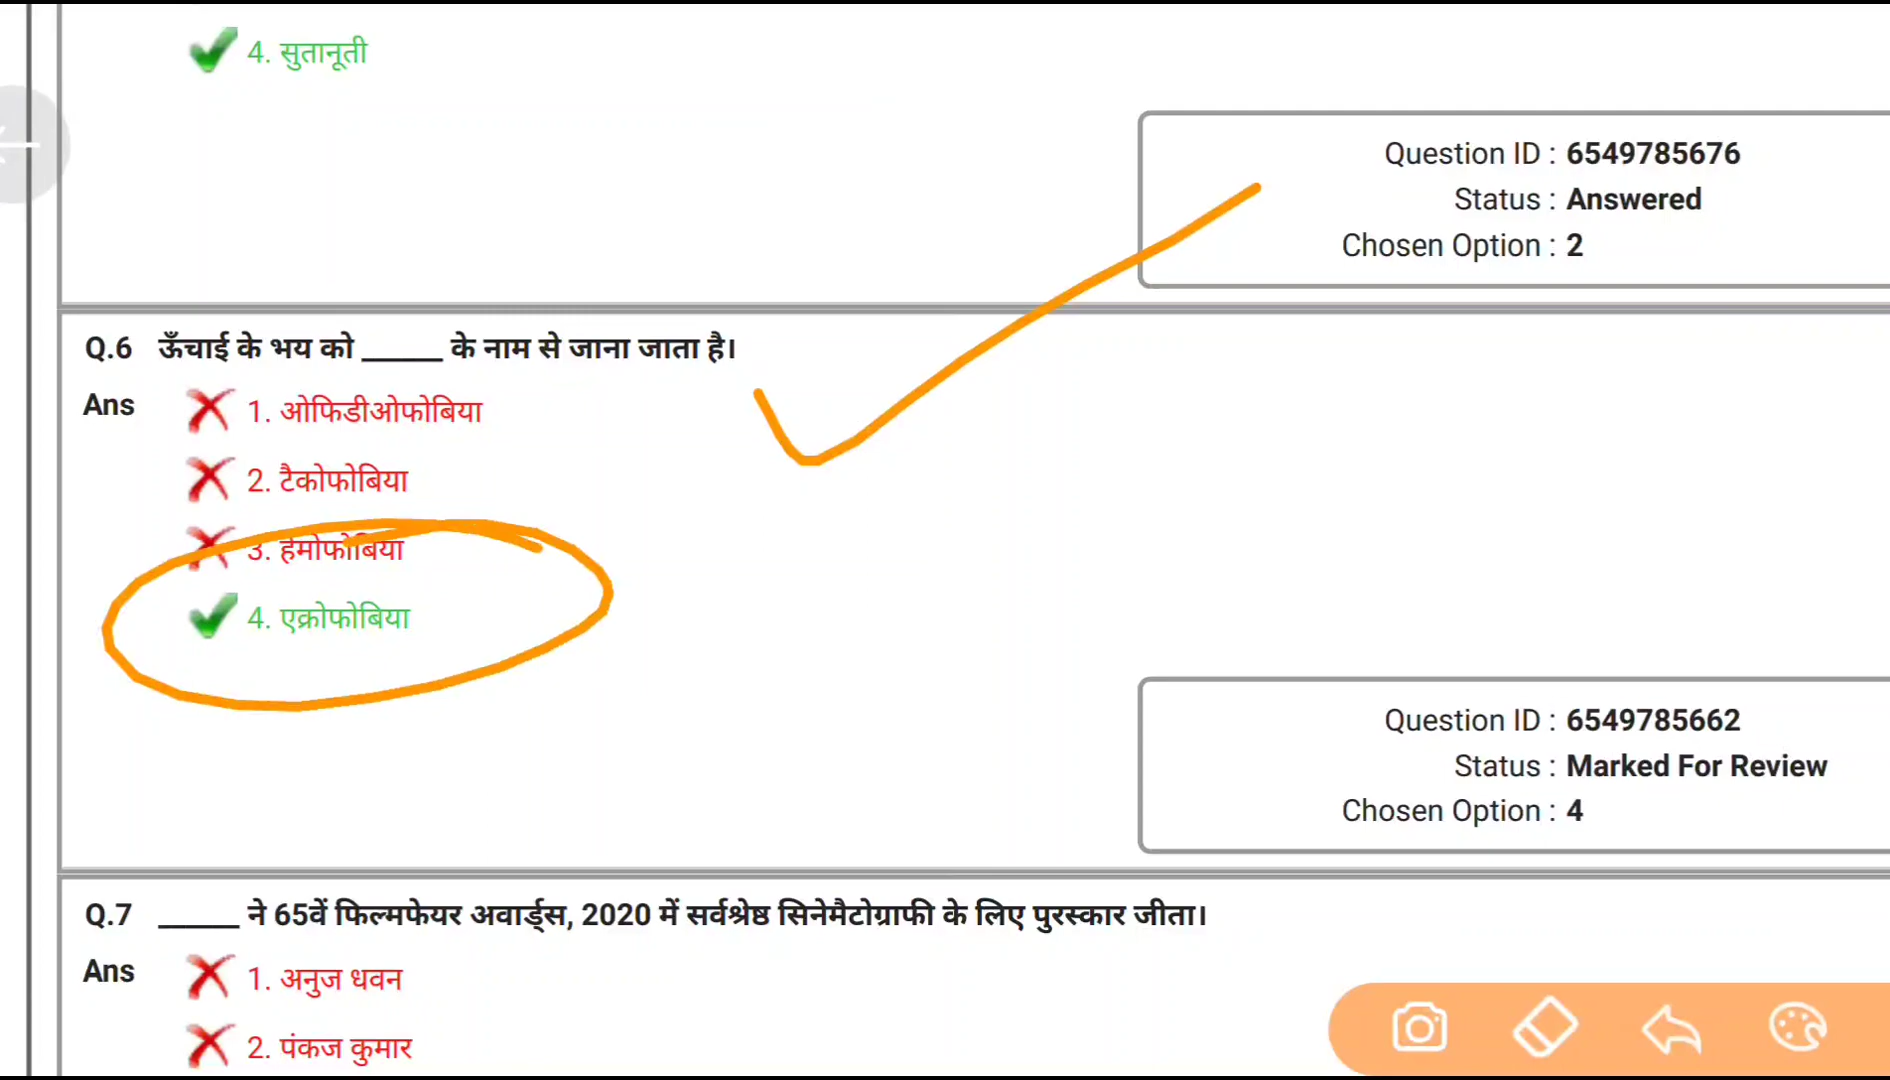 4. सुतानूती
Question ID : 6549785676
Status : Answered
Chosen Option : 2
Q.6 ऊँचाई के भय को _____ के नाम से जाना जाता है।
Ans 1. ओफिडीओफोबिया
2. टैकोफोबिया
3. हेमोफोबिया
4. एक्रोफोबिया
Question ID : 6549785662
Status : Marked For Review
Chosen Option : 4
Q.7 _____ ने 65वें फिल्मफेयर अवार्ड्स, 2020 में सर्वश्रेष्ठ सिनेमैटोग्राफी के लिए पुरस्कार जीता।
Ans 1. अनुज धवन
2. पंकज कुमार